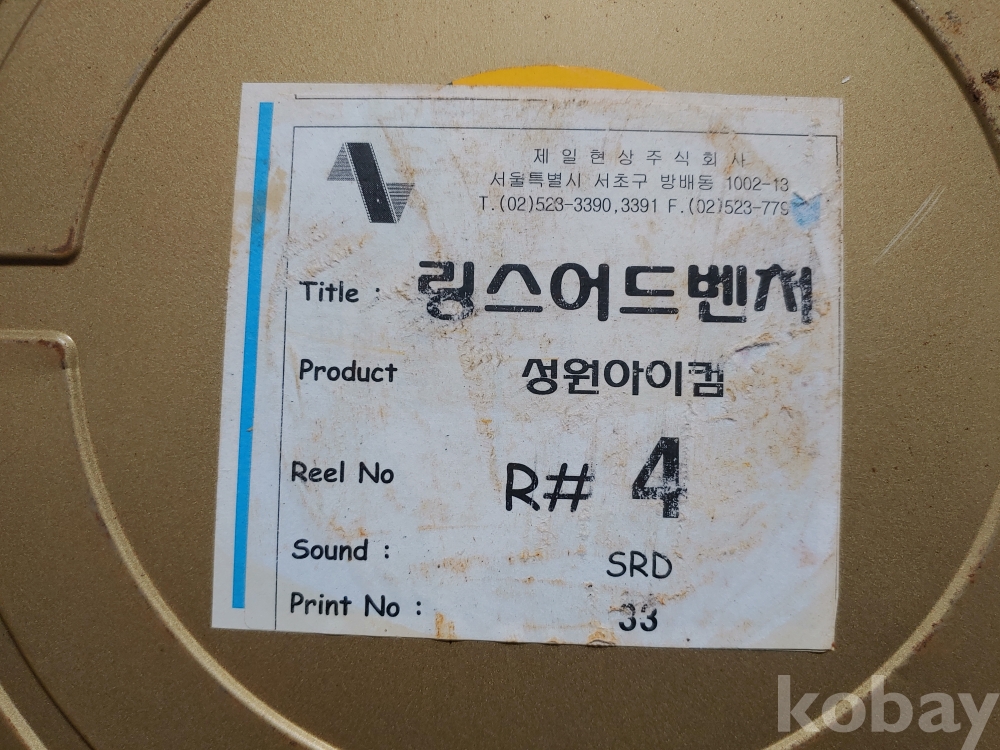 제일현상주식회사
서울특별시 서초구 방배동 1002-13
T.(02)523-3390,3391 F.(02)523-779
Title : 링스어드벤처
Product 성원아이컴
Reel No R# 4
Sound : SRD
Print No : 33
kobay